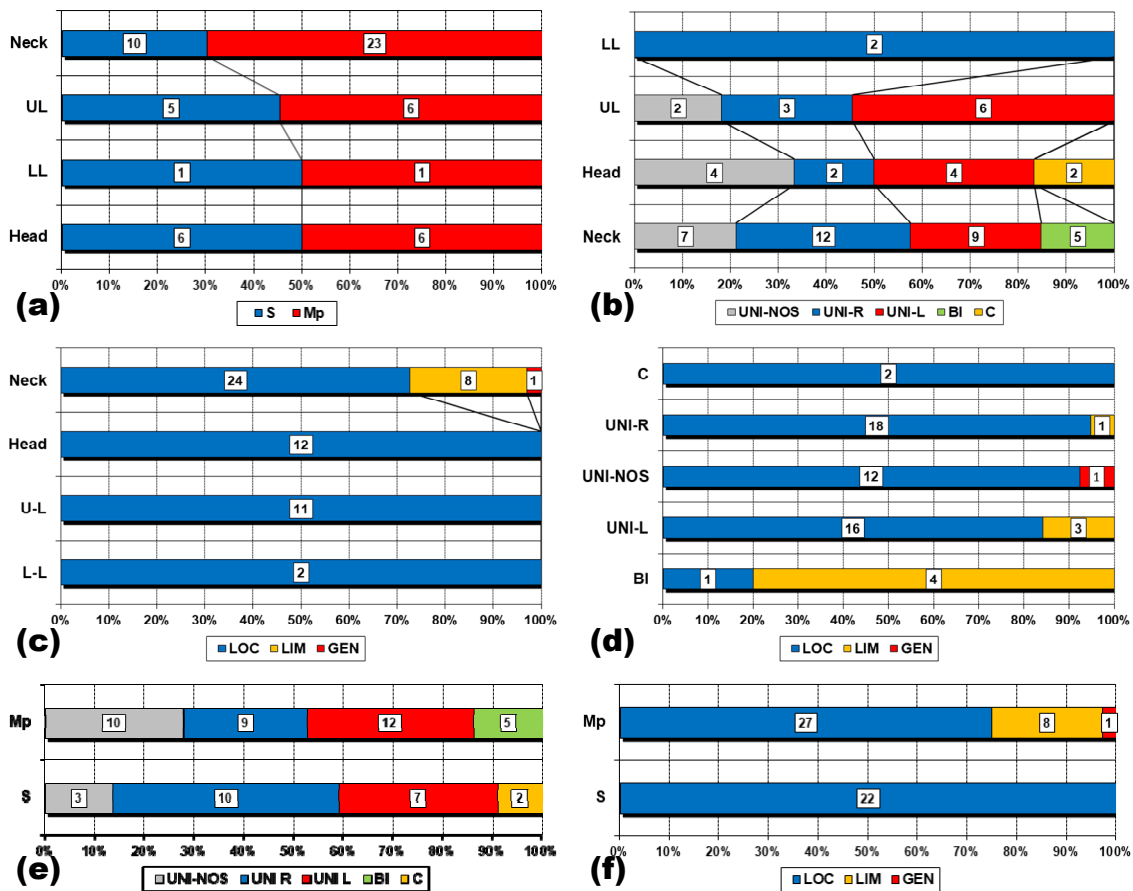 Neck 10 23
UL 5 6
LL 1 1
Head 6 6
0% 10% 20% 30% 40% 50% 60% 70% 80% 90% 100%
(a) S Mp
LL 2
UL 2 3 6
Head 4 2 4 2
Neck 7 12 9 5
0% 10% 20% 30% 40% 50% 60% 70% 80% 90% 100%
(b) UNI-NOS UNI-R UNI-L BI C
Neck 24 8 1
Head 12
U-L 11
L-L 2
0% 10% 20% 30% 40% 50% 60% 70% 80% 90% 100%
(c) LOC LIM GEN
C 2
UNI-R 18 1
UNI-NOS 12 1
UNI-L 16 3
BI 1 4
0% 10% 20% 30% 40% 50% 60% 70% 80% 90% 100%
(d) LOC LIM GEN
Mp 10 9 12 5
S 3 10 7 2
0% 10% 20% 30% 40% 50% 60% 70% 80% 90% 100%
(e) UNI-NOS UNI R UNI L BI C
Mp 27 8 1
S 22
0% 10% 20% 30% 40% 50% 60% 70% 80% 90% 100%
(f) LOC LIM GEN